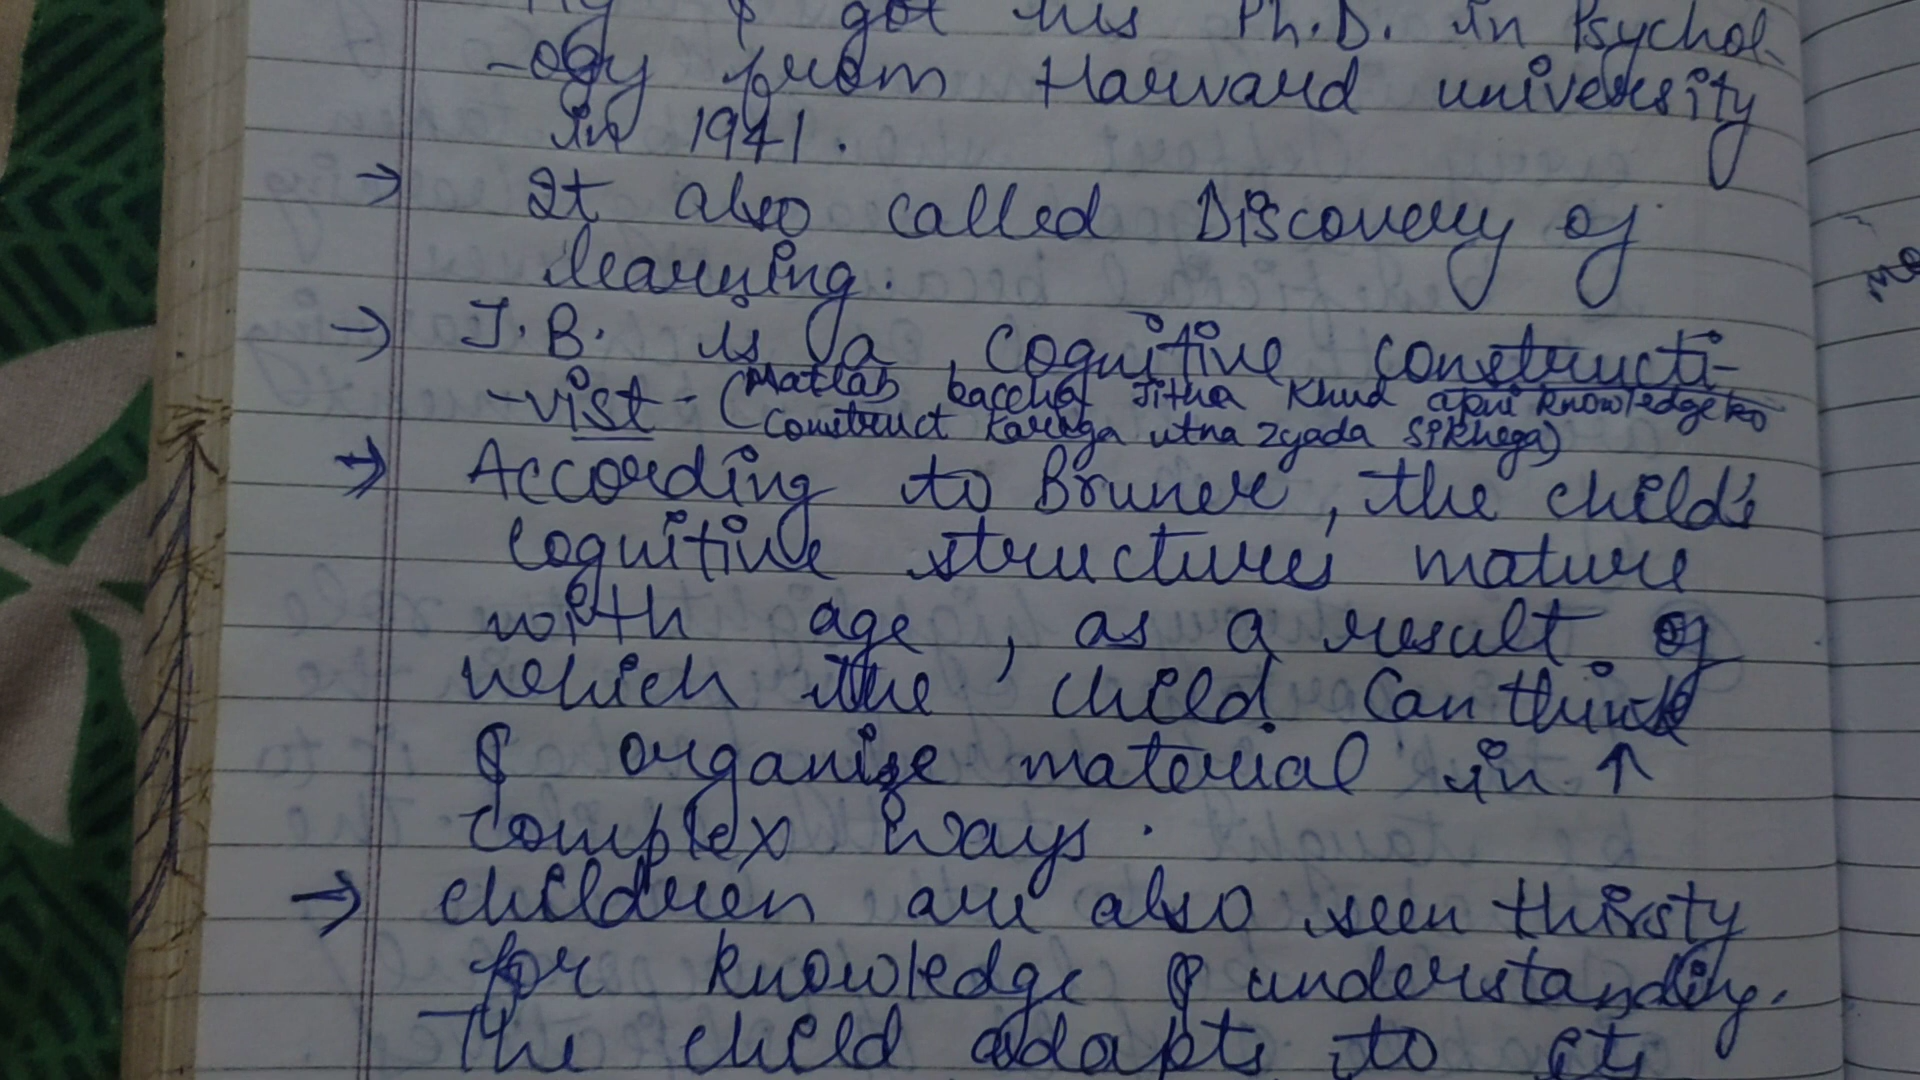 & got his Ph.D. in Psychol-
-ogy from Harvard university
in 1941.
→ It also called Discovery of
learning.
→ J.B. is a cognitive constructi-
-vist - (Matlab baccha jitna khud apni knowledge ko
construct karega utna zyada sikhega)
→ According to Bruner, the child's
cognitive structures mature
with age, as a result of
which the child can think
& organize material in ↑
complex ways.
→ children are also seen thirsty
for knowledge & understanding.
The child adapts to its